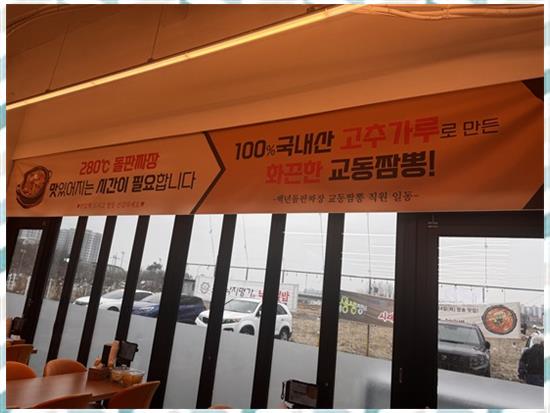 280℃ 돌판짜장
맛있어지는 시간이 필요합니다
100% 국내산 고추가루로 만든
화끈한 교동짬뽕!
-백년돌판짜장 교동짬뽕 직원 일동-